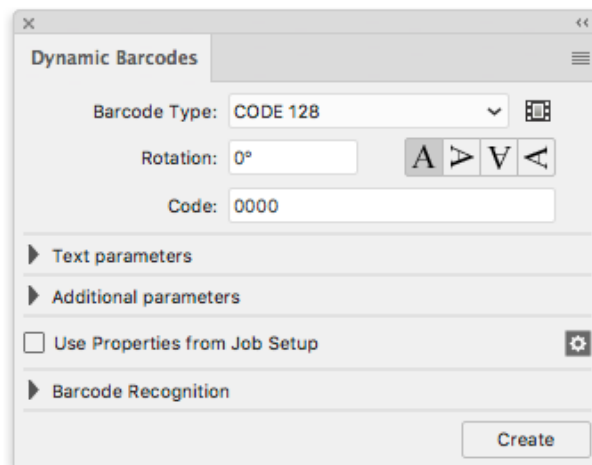 Dynamic Barcodes
Barcode Type: CODE 128
Rotation: 0° A A A A
Code: 0000
Text parameters
Additional parameters
Use Properties from Job Setup
Barcode Recognition
Create